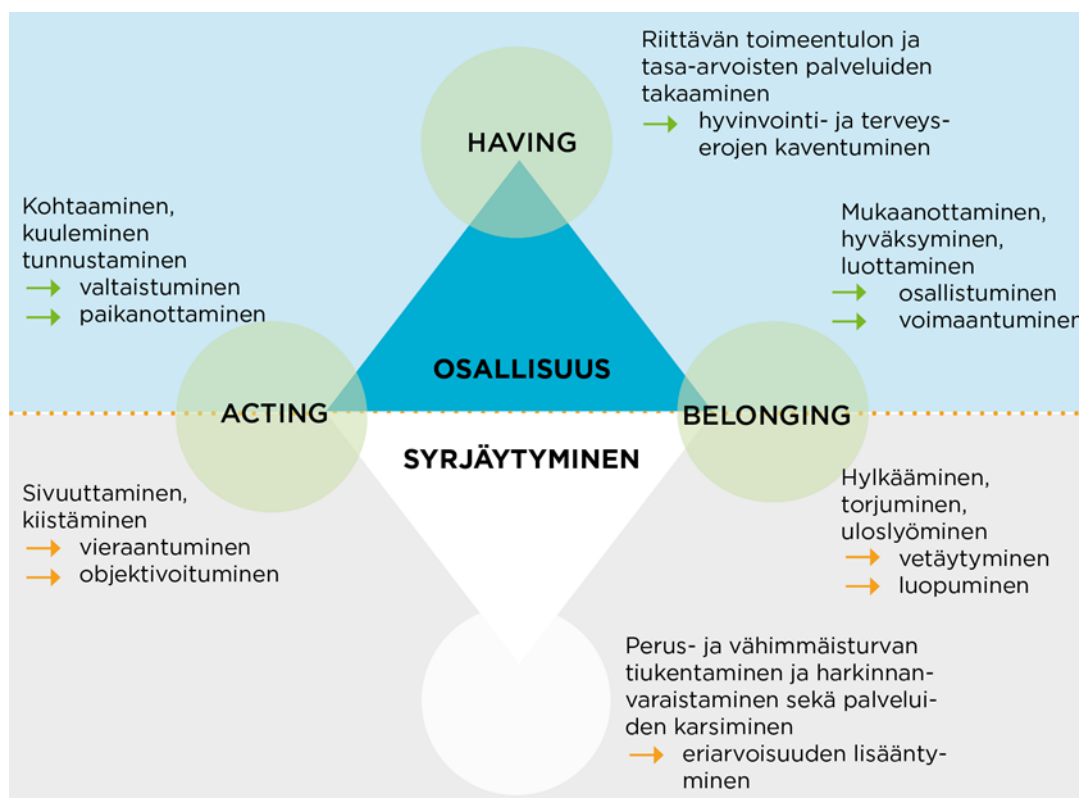 Riittävän toimeentulon ja
tasa-arvoisten palveluiden
takaaminen
→ hyvinvointi- ja terveys-
erojen kaventuminen
HAVING
Kohtaaminen,
kuuleminen
tunnustaminen
→ valtaistuminen
→ paikanottaminen
Mukaanottaminen,
hyväksyminen,
luottaminen
→ osallistuminen
→ voimaantuminen
OSALLISUUS
ACTING
BELONGING
SYRJÄYTYMINEN
Sivuuttaminen,
kiistäminen
→ vieraantuminen
→ objektivoituminen
Hylkääminen,
torjuminen,
uloslyöminen
→ vetäytyminen
→ luopuminen
Perus- ja vähimmäisturvan
tiukentaminen ja harkinnan-
varaistaminen sekä palvelui-
den karsiminen
→ eriarvoisuuden lisäänty-
minen